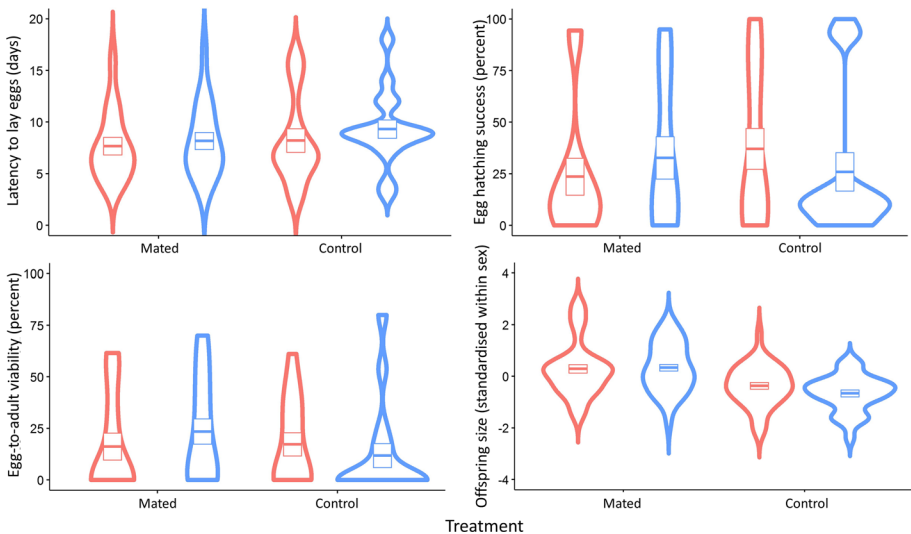 Latency to lay eggs (days)
20
15
10
5
0
Mated
Control
Egg hatching success (percent)
100
75
50
25
0
Mated
Control
Egg-to-adult viability (percent)
100
75
50
25
0
Mated
Control
Offspring size (standardised within sex)
4
2
0
-2
-4
Mated
Control
Treatment